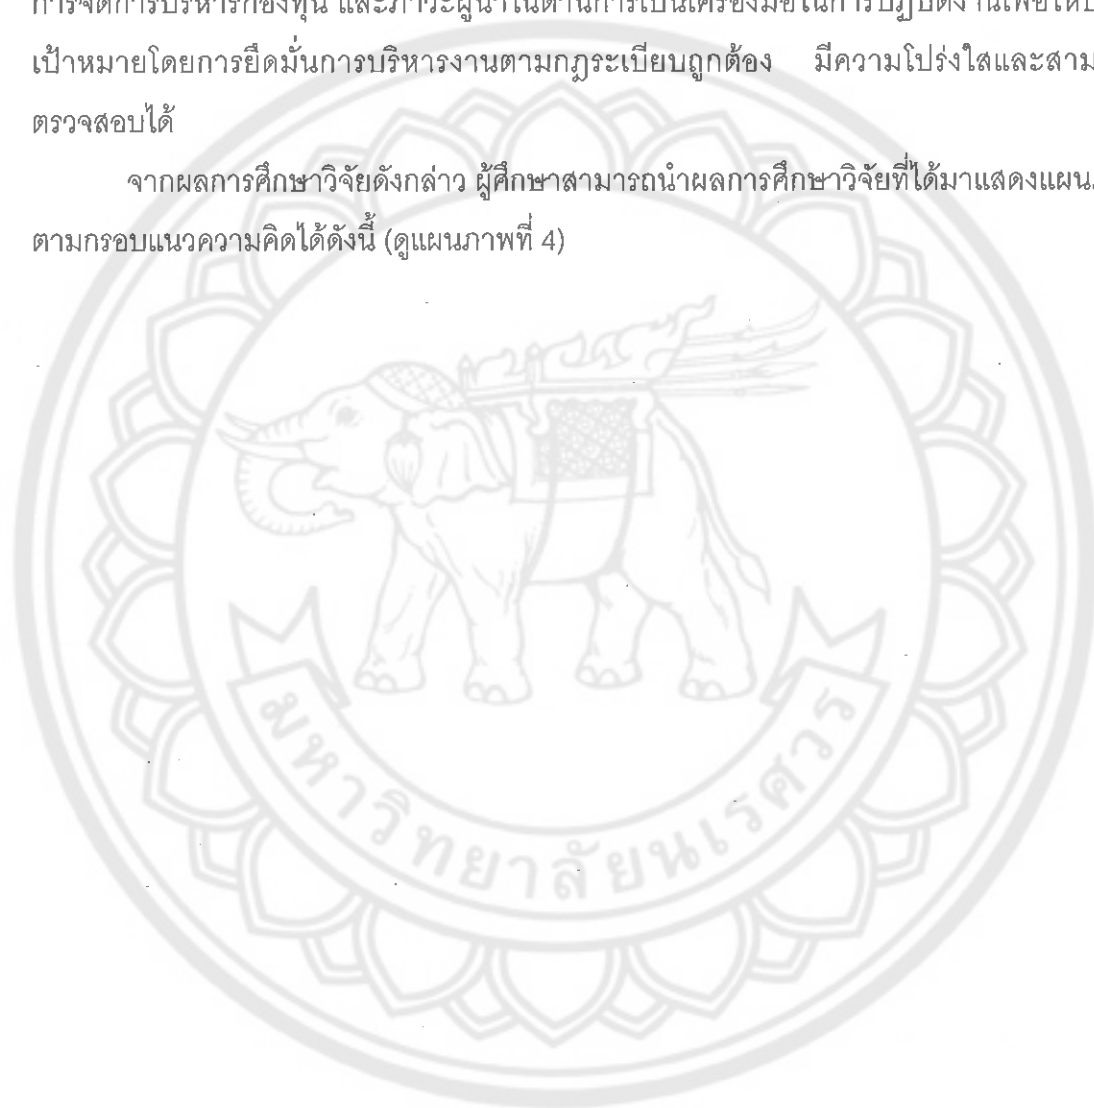 การจัดการบริหารกองทุน และภาวะผู้นำในด้านการเป็นเครื่องมือในการปฏิบัติงานเพื่อให้บ
เป้าหมายโดยการยึดมั่นการบริหารงานตามกฎระเบียบถูกต้อง มีความโปร่งใสและสาม
ตรวจสอบได้
จากผลการศึกษาวิจัยดังกล่าว ผู้ศึกษาสามารถนำผลการศึกษาวิจัยที่ได้มาแสดงแผน
ตามกรอบแนวความคิดได้ดังนี้ (ดูแผนภาพที่ 4)
มหาวิทยาลัยนเรศวร